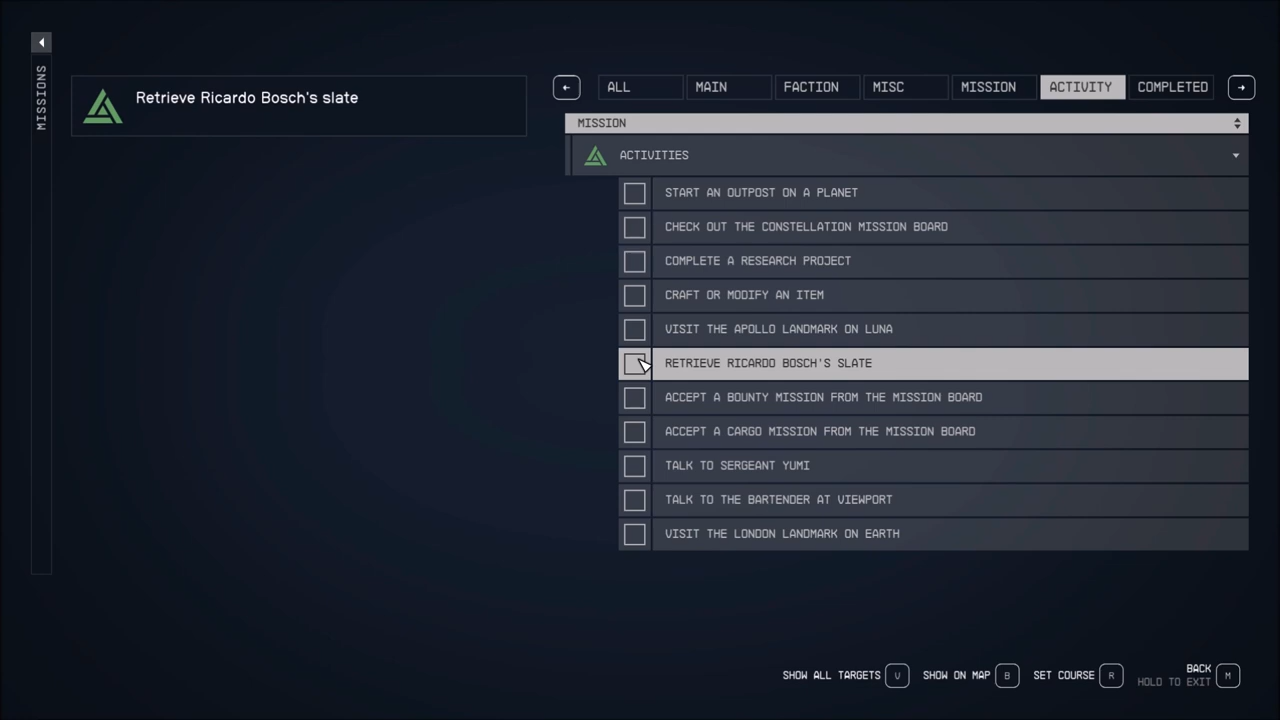 MISSIONS
Retrieve Ricardo Bosch's slate
ALL
MAIN
FACTION
MISC
MISSION
ACTIVITY
COMPLETED
MISSION
ACTIVITIES
START AN OUTPOST ON A PLANET
CHECK OUT THE CONSTELLATION MISSION BOARD
COMPLETE A RESEARCH PROJECT
CRAFT OR MODIFY AN ITEM
VISIT THE APOLLO LANDMARK ON LUNA
RETRIEVE RICARDO BOSCH'S SLATE
ACCEPT A BOUNTY MISSION FROM THE MISSION BOARD
ACCEPT A CARGO MISSION FROM THE MISSION BOARD
TALK TO SERGEANT YUMI
TALK TO THE BARTENDER AT VIEWPORT
VISIT THE LONDON LANDMARK ON EARTH
SHOW ALL TARGETS V
SHOW ON MAP B
SET COURSE R
BACK
HOLD TO EXIT M